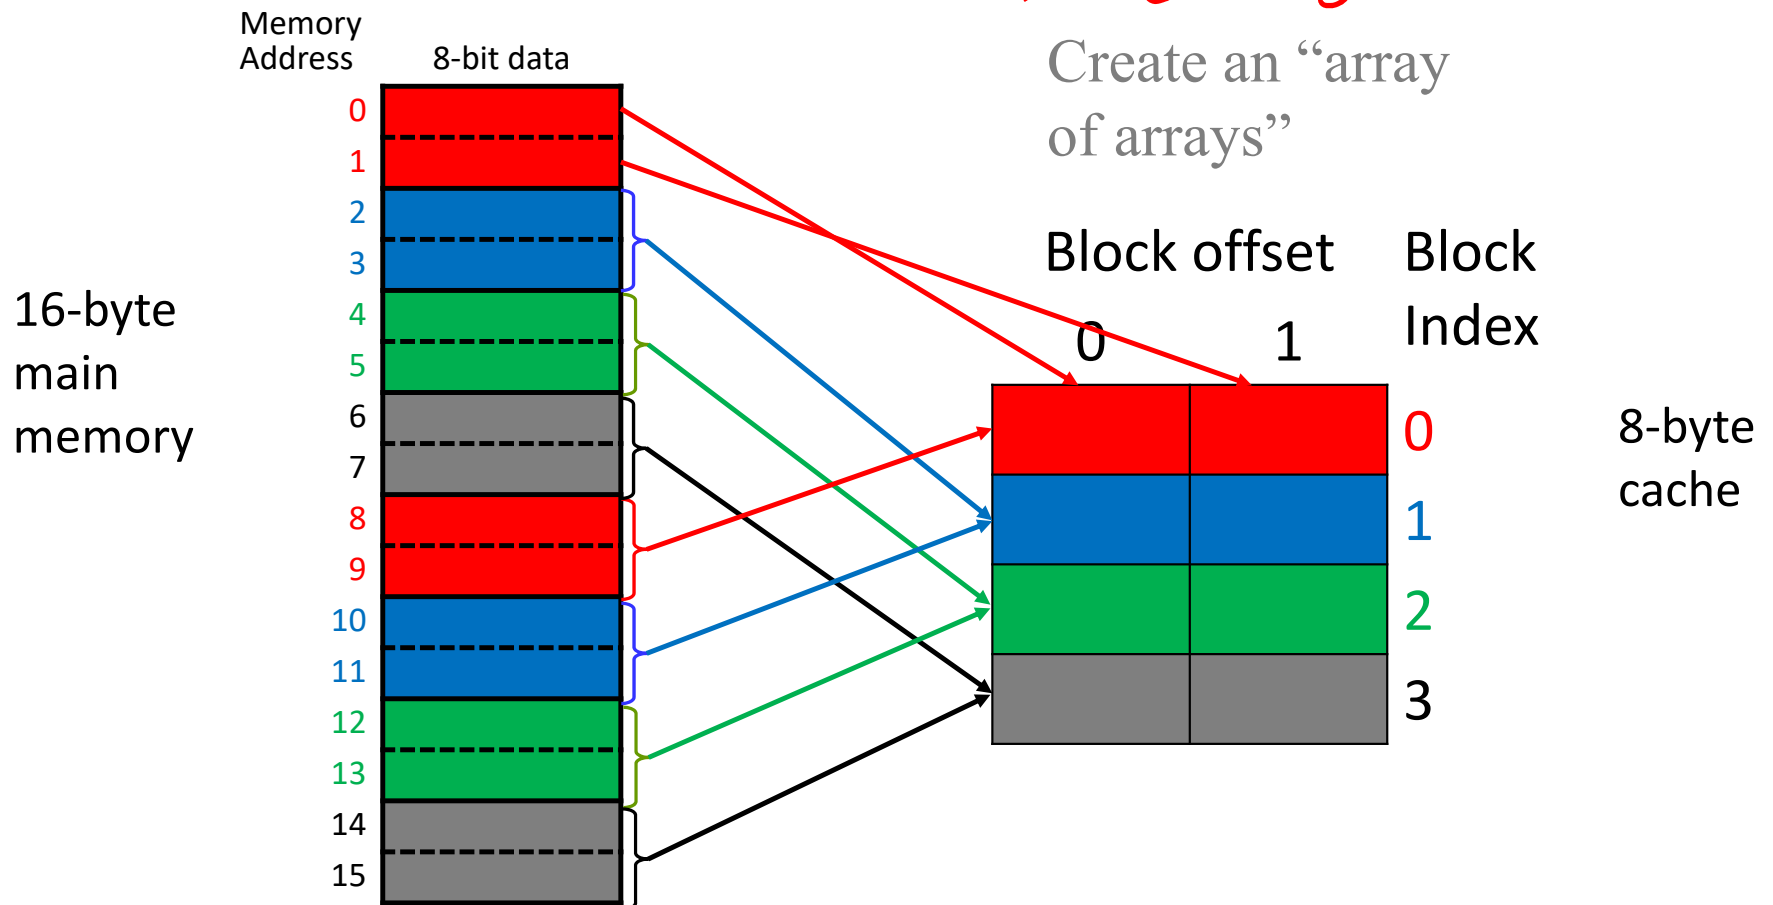 Memory
Address
8-bit data
0
1
2
3
4
5
6
7
8
9
10
11
12
13
14
15
16-byte
main
memory
Create an “array
of arrays”
Block offset
0 1
Block
Index
0
1
2
3
8-byte
cache